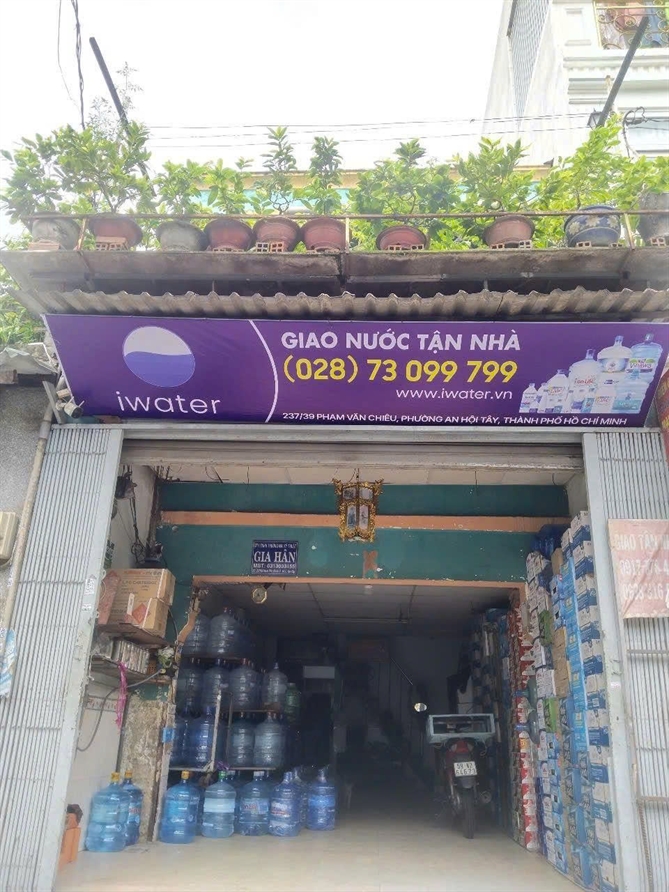 GIAO NƯỚC TẬN NHÀ
(028) 73 099 799
www.iwater.vn
iwater
237/39 PHẠM VĂN CHIÊU, PHƯỜNG AN HỘI TÂY, THÀNH PHỐ HỒ CHÍ MINH
GIA HÂN